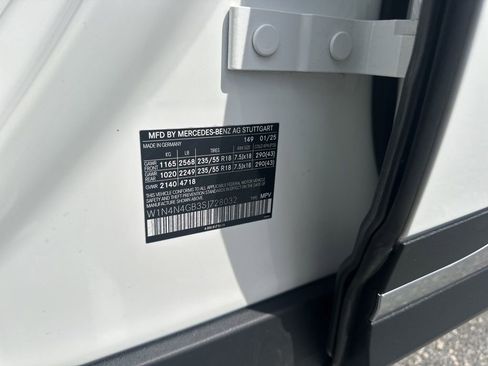 MFD BY MERCEDES-BENZ AG STUTTGART
MADE IN GERMANY 149 01/25
KG LB TIRES RIM SIZE COLD KPA(PSI)
GAWR FRONT 1165 2568 235/55 R18 7.5Jx18 290(43)
GAWR REAR 1020 2249 235/55 R18 7.5Jx18 290(43)
GVWR 2140 4718
THIS VEHICLE CONFORMS TO ALL APPLICABLE FEDERAL MOTOR VEHICLE
SAFETY AND THEFT PREVENTION STANDARDS IN EFFECT ON THE DATE OF
MANUFACTURE SHOWN ABOVE.
W1N4N4GB3SJ728032 TYPE: MPV